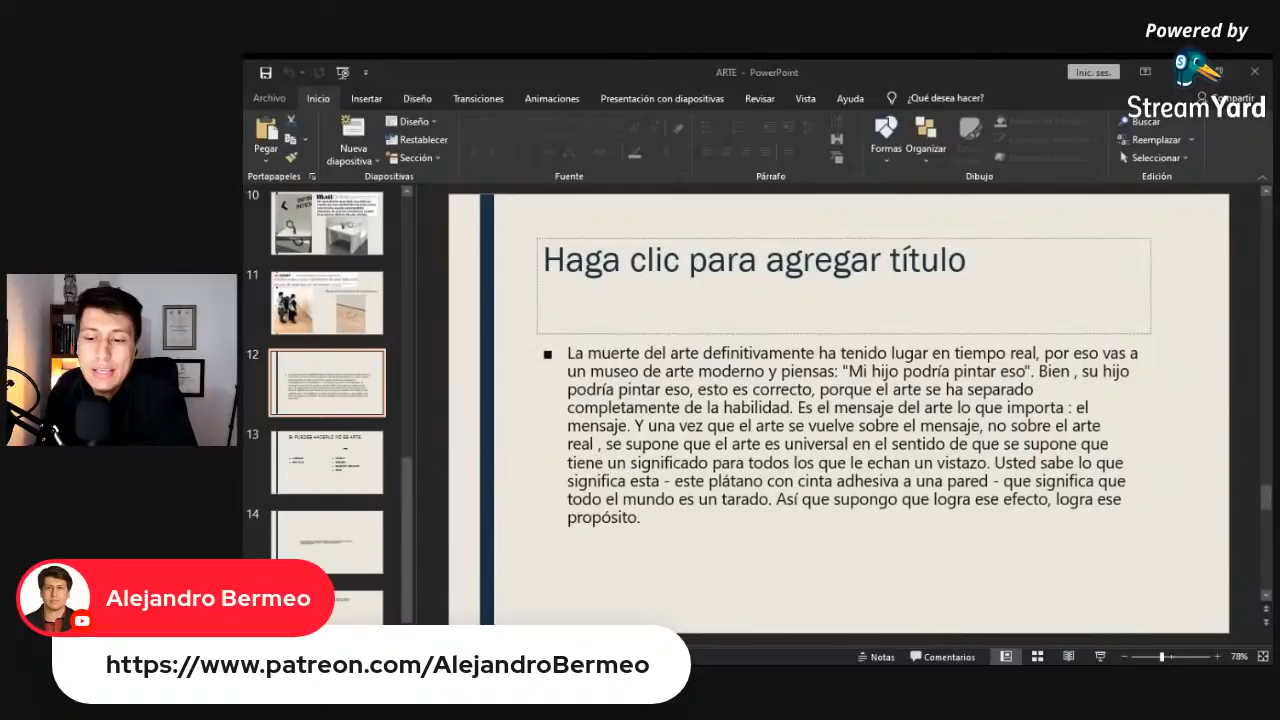 Powered by
StreamYard
ARTE - PowerPoint
Inic. ses.
Archivo Inicio Insertar Diseño Transiciones Animaciones Presentación con diapositivas Revisar Vista Ayuda ¿Qué desea hacer? Compartir
Pegar
Nueva diapositiva
Diseño
Restablecer
Sección
Formas Organizar
Buscar
Reemplazar
Seleccionar
Portapapeles Diapositivas Fuente Párrafo Dibujo Edición
10
11
12
13
14
Haga clic para agregar título
La muerte del arte definitivamente ha tenido lugar en tiempo real, por eso vas a
un museo de arte moderno y piensas: "Mi hijo podría pintar eso". Bien , su hijo
podría pintar eso, esto es correcto, porque el arte se ha separado
completamente de la habilidad. Es el mensaje del arte lo que importa : el
mensaje. Y una vez que el arte se vuelve sobre el mensaje, no sobre el arte
real , se supone que el arte es universal en el sentido de que se supone que
tiene un significado para todos los que le echan un vistazo. Usted sabe lo que
significa esta - este plátano con cinta adhesiva a una pared - que significa que
todo el mundo es un tarado. Así que supongo que logra ese efecto, logra ese
propósito.
Notas Comentarios 78%
Alejandro Bermeo
https://www.patreon.com/AlejandroBermeo